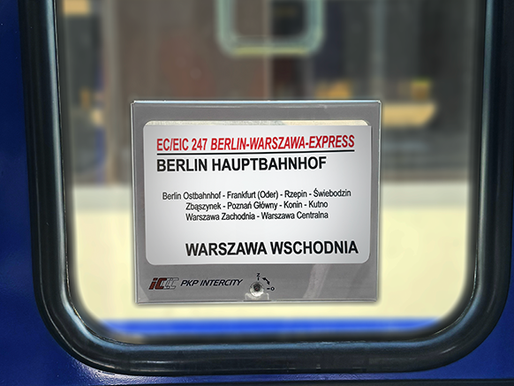 EC/EIC 247 BERLIN-WARSZAWA-EXPRESS
BERLIN HAUPTBAHNHOF
Berlin Ostbahnhof - Frankfurt (Oder) - Rzepin - Świebodzin
Zbąszynek - Poznań Główny - Konin - Kutno
Warszawa Zachodnia - Warszawa Centralna
WARSZAWA WSCHODNIA
IC PKP INTERCITY
Z
O